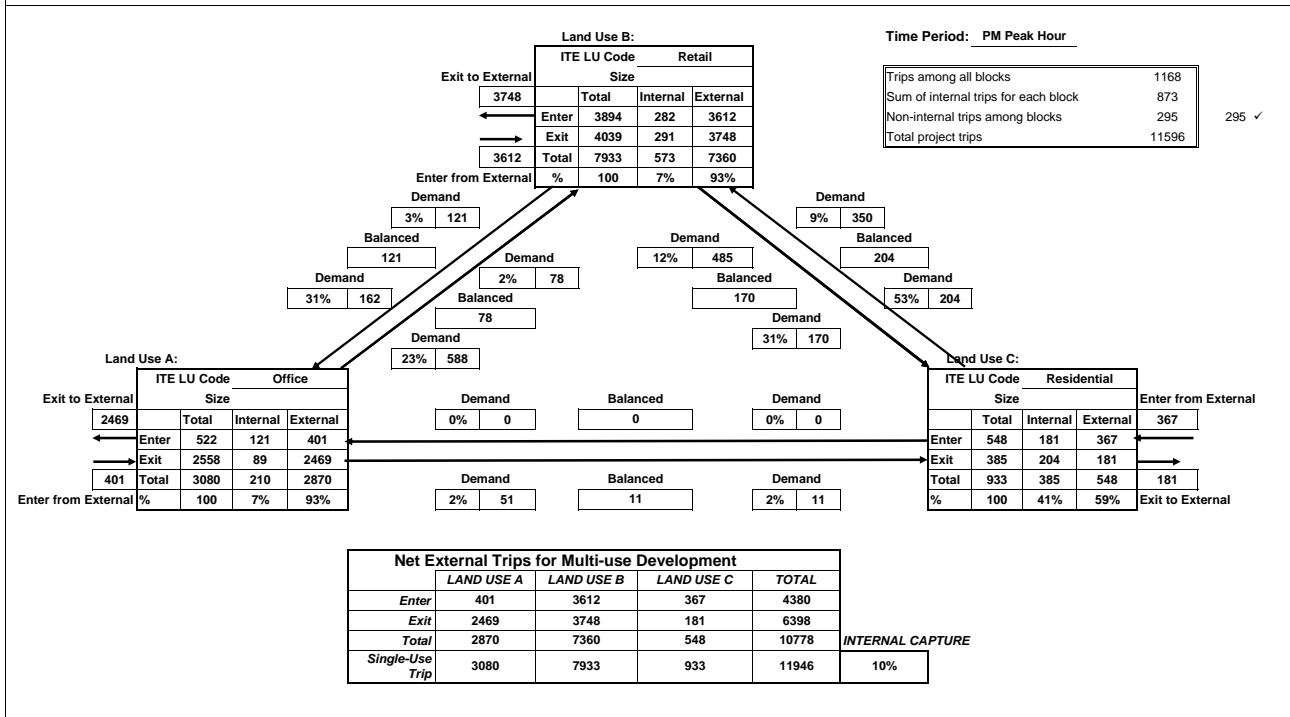 Land Use B:
Time Period: PM Peak Hour
ITE LU Code Retail
Exit to External Size
3748 Total Internal External
Enter 3894 282 3612
Exit 4039 291 3748
3612 Total 7933 573 7360
Enter from External % 100 7% 93%
Trips among all blocks 1168
Sum of internal trips for each block 873
Non-internal trips among blocks 295 295 ✓
Total project trips 11596
Demand
3% 121
Balanced
121
Demand
31% 162
Demand
2% 78
Balanced
78
Demand
23% 588
Demand
12% 485
Balanced
170
Demand
31% 170
Demand
9% 350
Balanced
204
Demand
53% 204
Land Use A:
ITE LU Code Office
Exit to External Size
2469 Total Internal External
Enter 522 121 401
Exit 2558 89 2469
401 Total 3080 210 2870
Enter from External % 100 7% 93%
Demand Balanced Demand
0% 0 0 0% 0
Demand Balanced Demand
2% 51 11 2% 11
Land Use C:
ITE LU Code Residential
Size Enter from External
Total Internal External 367
Enter 548 181 367
Exit 385 204 181
Total 933 385 548 181
% 100 41% 59% Exit to External
Net External Trips for Multi-use Development
LAND USE A LAND USE B LAND USE C TOTAL
Enter 401 3612 367 4380
Exit 2469 3748 181 6398
Total 2870 7360 548 10778 INTERNAL CAPTURE
Single-Use
Trip 3080 7933 933 11946 10%